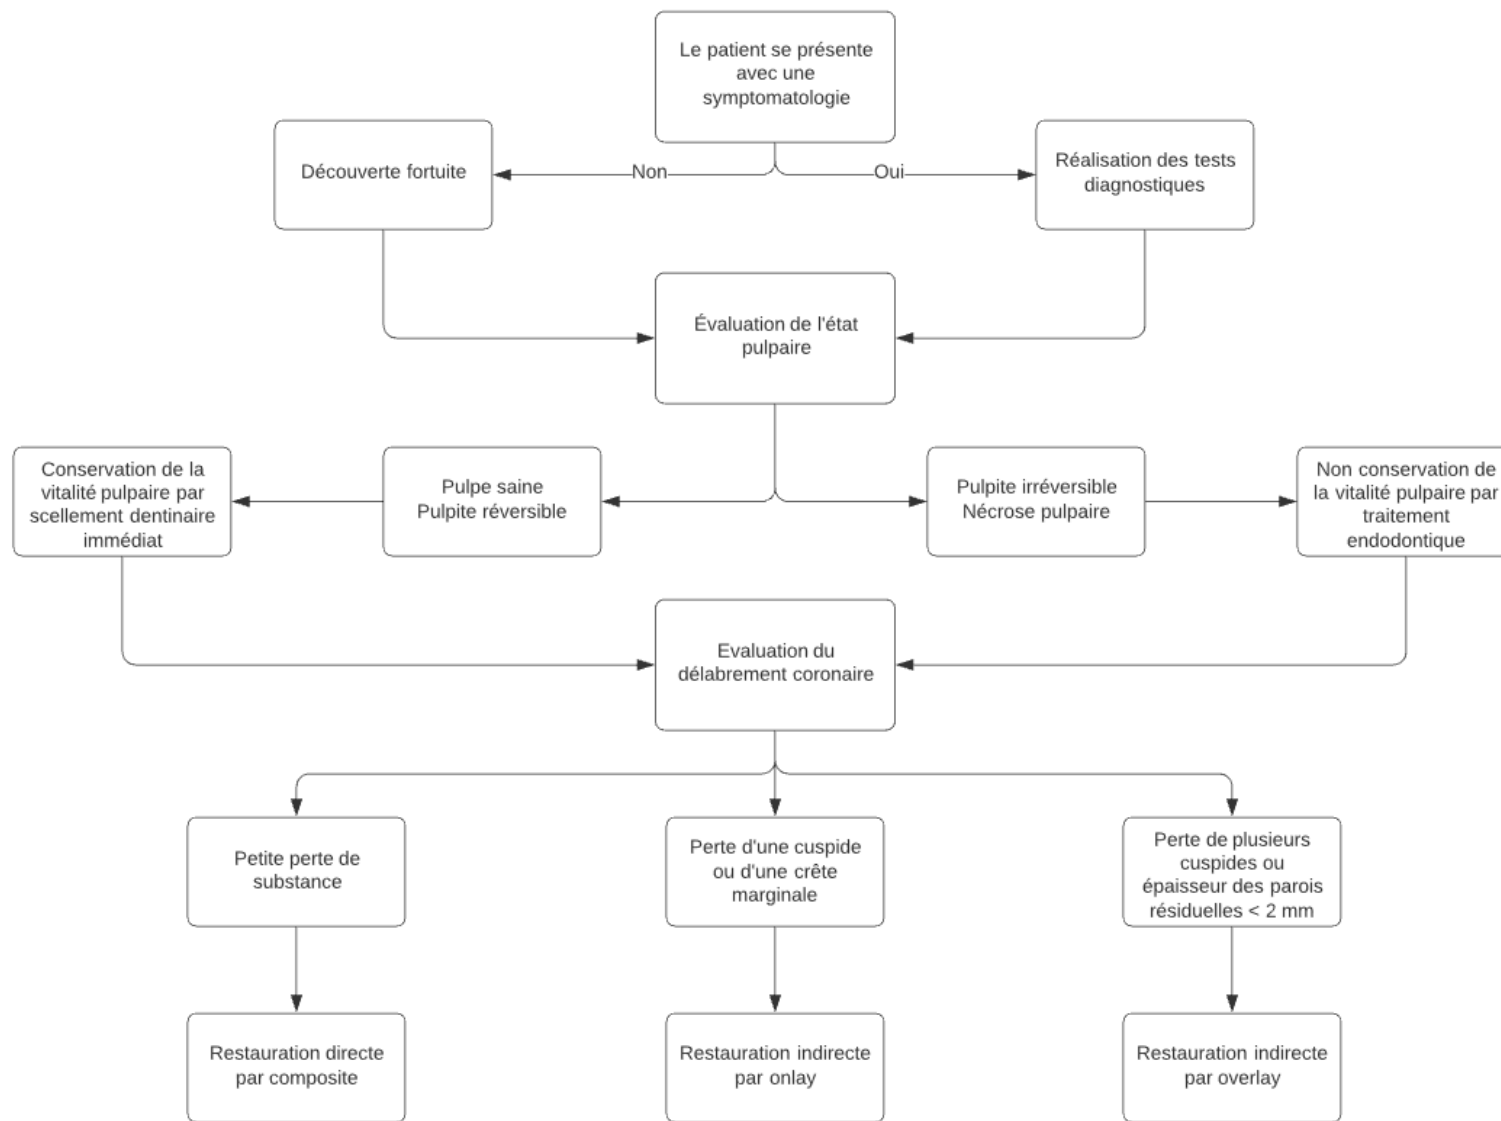 Le patient se présente
avec une
symptomatologie
Découverte fortuite
Non
Oui
Réalisation des tests
diagnostiques
Évaluation de l'état
pulpaire
Conservation de la
vitalité pulpaire par
scellement dentinaire
immédiat
Pulpe saine
Pulpite réversible
Pulpite irréversible
Nécrose pulpaire
Non conservation de
la vitalité pulpaire par
traitement
endodontique
Evaluation du
délabrement coronaire
Petite perte de
substance
Perte d'une cuspide
ou d'une crête
marginale
Perte de plusieurs
cuspides ou
épaisseur des parois
résiduelles < 2 mm
Restauration directe
par composite
Restauration indirecte
par onlay
Restauration indirecte
par overlay